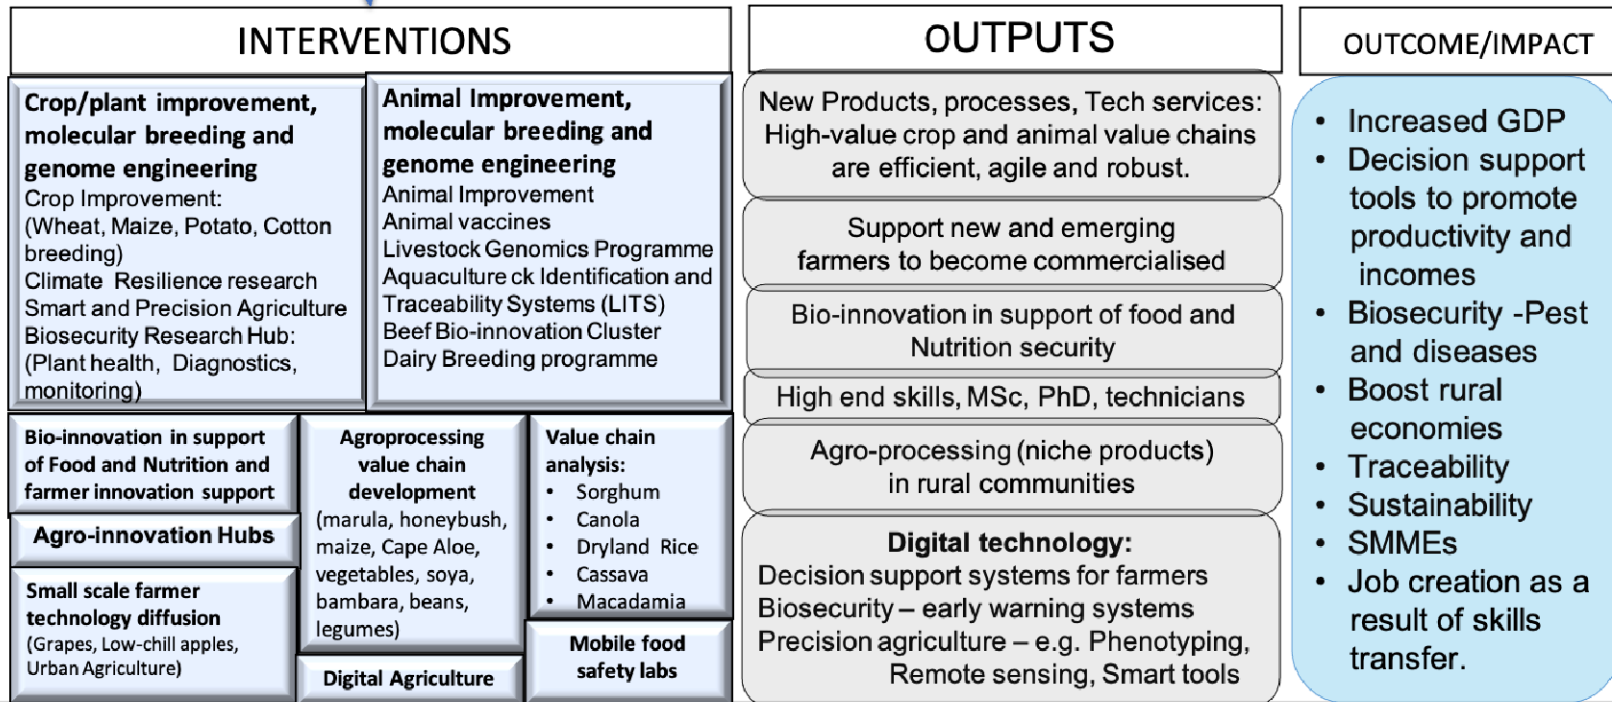 INTERVENTIONS
Crop/plant improvement,
molecular breeding and
genome engineering
Crop Improvement:
(Wheat, Maize, Potato, Cotton
breeding)
Climate Resilience research
Smart and Precision Agriculture
Biosecurity Research Hub:
(Plant health, Diagnostics,
monitoring)
Animal Improvement,
molecular breeding and
genome engineering
Animal Improvement
Animal vaccines
Livestock Genomics Programme
Aquaculture ck Identification and
Traceability Systems (LITS)
Beef Bio-innovation Cluster
Dairy Breeding programme
Bio-innovation in support
of Food and Nutrition and
farmer innovation support
Agro-innovation Hubs
Small scale farmer
technology diffusion
(Grapes, Low-chill apples,
Urban Agriculture)
Agroprocessing
value chain
development
(marula, honeybush,
maize, Cape Aloe,
vegetables, soya,
bambara, beans,
legumes)
Digital Agriculture
Value chain
analysis:
• Sorghum
• Canola
• Dryland Rice
• Cassava
• Macadamia
Mobile food
safety labs
OUTPUTS
New Products, processes, Tech services:
High-value crop and animal value chains
are efficient, agile and robust.
Support new and emerging
farmers to become commercialised
Bio-innovation in support of food and
Nutrition security
High end skills, MSc, PhD, technicians
Agro-processing (niche products)
in rural communities
Digital technology:
Decision support systems for farmers
Biosecurity – early warning systems
Precision agriculture – e.g. Phenotyping,
Remote sensing, Smart tools
OUTCOME/IMPACT
• Increased GDP
• Decision support
tools to promote
productivity and
incomes
• Biosecurity -Pest
and diseases
• Boost rural
economies
• Traceability
• Sustainability
• SMMEs
• Job creation as a
result of skills
transfer.